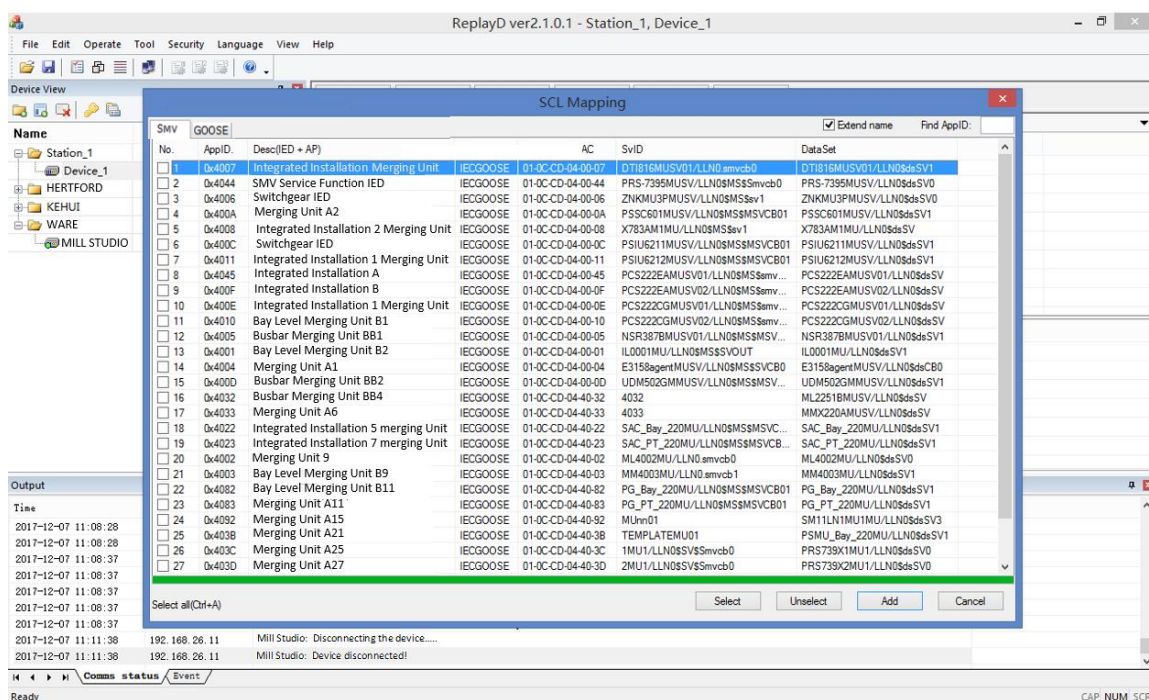 ReplayD ver2.1.0.1 - Station_1, Device_1
File Edit Operate Tool Security Language View Help
Device View
SCL Mapping
SMV GOOSE Extend name Find AppID:
Name
Station_1
Device_1
HERTFORD
KEHUI
WARE
MILL STUDIO
No. AppID. Desc(IED + AP) AC SvID DataSet
1 0x4007 Integrated Installation Merging Unit IECGOOSE 01-0C-CD-04-00-07 DTI816MUSV01/LLN0.smvcb0 DTI816MUSV01/LLN0$dsSV1
2 0x4044 SMV Service Function IED IECGOOSE 01-0C-CD-04-00-44 PRS-7395MUSV/LLN0$MS$Smvcb0 PRS-7395MUSV/LLN0$dsSV0
3 0x4006 Switchgear IED IECGOOSE 01-0C-CD-04-00-06 ZNKMU3PMUSV/LLN0$MS$sv1 ZNKMU3PMUSV/LLN0$dsSV0
4 0x400A Merging Unit A2 IECGOOSE 01-0C-CD-04-00-0A PSSC601MUSV/LLN0$MS$MSVCB01 PSSC601MUSV/LLN0$dsSV1
5 0x4008 Integrated Installation 2 Merging Unit IECGOOSE 01-0C-CD-04-00-08 X783AM1MU/LLN0$MS$sv1 X783AM1MU/LLN0$dsSV
6 0x400C Switchgear IED IECGOOSE 01-0C-CD-04-00-0C PSIU6211MUSV/LLN0$MS$MSVCB01 PSIU6211MUSV/LLN0$dsSV1
7 0x4011 Integrated Installation 1 Merging Unit IECGOOSE 01-0C-CD-04-00-11 PSIU6212MUSV/LLN0$MS$MSVCB01 PSIU6212MUSV/LLN0$dsSV1
8 0x4045 Integrated Installation A IECGOOSE 01-0C-CD-04-00-45 PCS222EAMUSV01/LLN0$MS$smv... PCS222EAMUSV01/LLN0$dsSV
9 0x400F Integrated Installation B IECGOOSE 01-0C-CD-04-00-0F PCS222EAMUSV02/LLN0$MS$smv... PCS222EAMUSV02/LLN0$dsSV
10 0x400E Integrated Installation 1 Merging Unit IECGOOSE 01-0C-CD-04-00-0E PCS222CGMUSV01/LLN0$MS$smv... PCS222CGMUSV01/LLN0$dsSV
11 0x4010 Bay Level Merging Unit B1 IECGOOSE 01-0C-CD-04-00-10 PCS222CGMUSV02/LLN0$MS$smv... PCS222CGMUSV02/LLN0$dsSV
12 0x4005 Busbar Merging Unit BB1 IECGOOSE 01-0C-CD-04-00-05 NSR387BMUSV01/LLN0$MS$MSV... NSR387BMUSV01/LLN0$dsSV1
13 0x4001 Bay Level Merging Unit B2 IECGOOSE 01-0C-CD-04-00-01 IL0001MU/LLN0$MS$SVOUT IL0001MU/LLN0$dsSV1
14 0x4004 Merging Unit A1 IECGOOSE 01-0C-CD-04-00-04 E3158agentMUSV/LLN0$MS$SVCB0 E3158agentMUSV/LLN0$dsCB0
15 0x400D Busbar Merging Unit BB2 IECGOOSE 01-0C-CD-04-00-0D UDM502GMMUSV/LLN0$MS$MSV... UDM502GMMUSV/LLN0$dsSV1
16 0x4032 Busbar Merging Unit BB4 IECGOOSE 01-0C-CD-04-40-32 4032 ML2251BMUSV/LLN0$dsSV
17 0x4033 Merging Unit A6 IECGOOSE 01-0C-CD-04-40-33 4033 MMX220AMUSV/LLN0$dsSV
18 0x4022 Integrated Installation 5 merging Unit IECGOOSE 01-0C-CD-04-40-22 SAC_Bay_220MU/LLN0$MS$MSVC... SAC_Bay_220MU/LLN0$dsSV1
19 0x4023 Integrated Installation 7 merging Unit IECGOOSE 01-0C-CD-04-40-23 SAC_PT_220MU/LLN0$MS$MSVCB... SAC_PT_220MU/LLN0$dsSV1
20 0x4002 Merging Unit 9 IECGOOSE 01-0C-CD-04-40-02 ML4002MU/LLN0.smvcb0 ML4002MU/LLN0$dsSV0
21 0x4003 Bay Level Merging Unit B9 IECGOOSE 01-0C-CD-04-40-03 MM4003MU/LLN0.smvcb1 MM4003MU/LLN0$dsSV1
22 0x4082 Bay Level Merging Unit B11 IECGOOSE 01-0C-CD-04-40-82 PG_Bay_220MU/LLN0$MS$MSVCB01 PG_Bay_220MU/LLN0$dsSV1
23 0x4083 Merging Unit A11 IECGOOSE 01-0C-CD-04-40-83 PG_PT_220MU/LLN0$MS$MSVCB01 PG_PT_220MU/LLN0$dsSV1
24 0x4092 Merging Unit A15 IECGOOSE 01-0C-CD-04-40-92 MUnn01 SM11LN1MU1MU/LLN0$dsSV3
25 0x403B Merging Unit A21 IECGOOSE 01-0C-CD-04-40-3B TEMPLATEMU01 PSMU_Bay_220MU/LLN0$dsSV1
26 0x403C Merging Unit A25 IECGOOSE 01-0C-CD-04-40-3C 1MU1/LLN0$SV$Smvcb0 PRS739X1MU1/LLN0$dsSV0
27 0x403D Merging Unit A27 IECGOOSE 01-0C-CD-04-40-3D 2MU1/LLN0$SV$Smvcb0 PRS739X2MU1/LLN0$dsSV0
Select all(Ctrl+A) Select Unselect Add Cancel
Output
Time
2017-12-07 11:08:28
2017-12-07 11:08:28
2017-12-07 11:08:37
2017-12-07 11:08:37
2017-12-07 11:08:37
2017-12-07 11:08:37
2017-12-07 11:08:37
2017-12-07 11:11:38 192.168.26.11 Mill Studio: Disconnecting the device.....
2017-12-07 11:11:38 192.168.26.11 Mill Studio: Device disconnected!
Comms status Event
Ready CAP NUM SCR